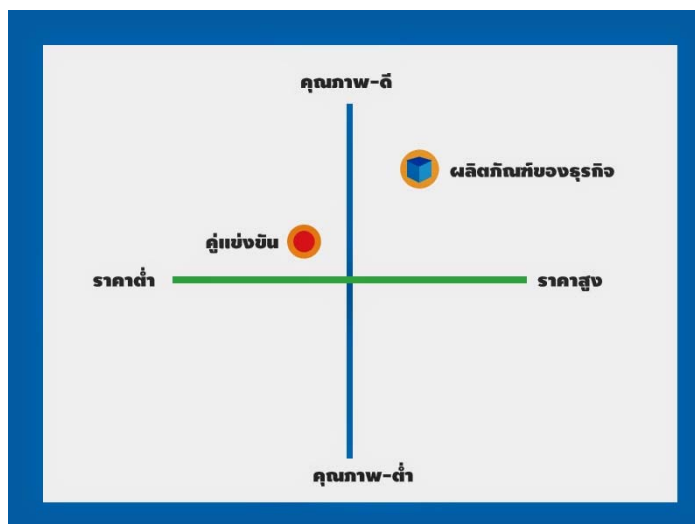 คุณภาพ-ดี
ผลิตภัณฑ์ของธุรกิจ
คู่แข่งขัน
ราคาต่ำ
ราคาสูง
คุณภาพ-ต่ำ